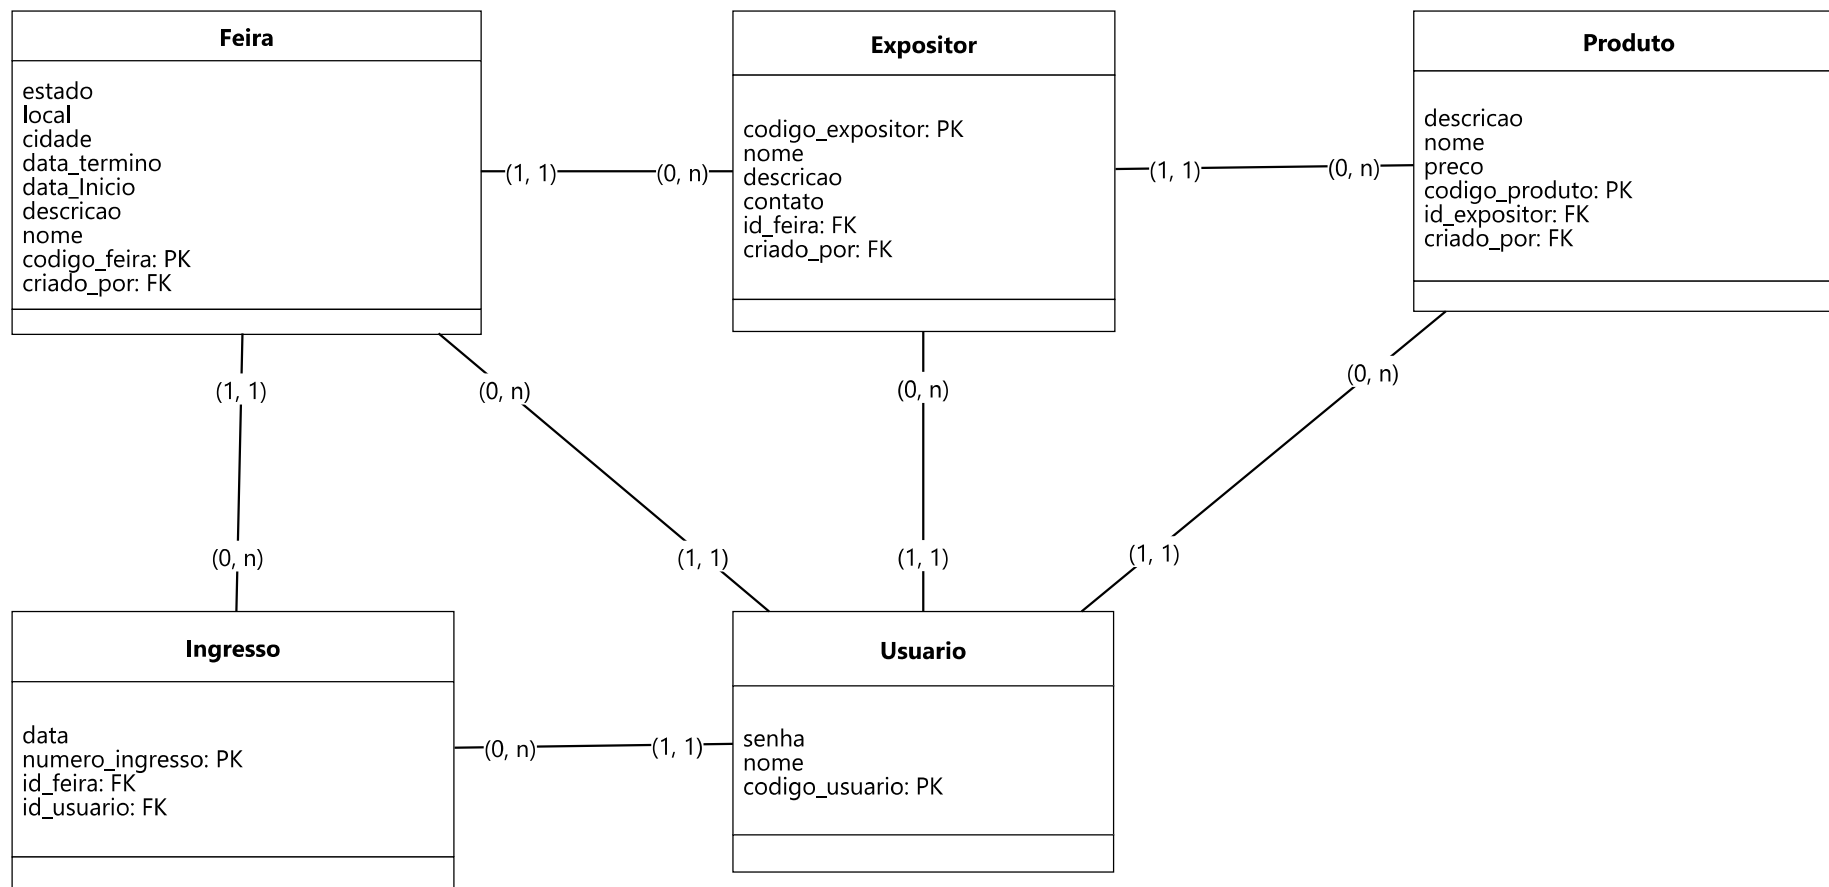 Feira
estado
local
cidade
data_termino
data_Inicio
descricao
nome
codigo_feira: PK
criado_por: FK
Expositor
codigo_expositor: PK
nome
descricao
contato
id_feira: FK
criado_por: FK
Produto
descricao
nome
preco
codigo_produto: PK
id_expositor: FK
criado_por: FK
(1, 1)
(0, n)
(1, 1)
(0, n)
(1, 1)
(0, n)
(0, n)
(0, n)
(0, n)
(1, 1)
(1, 1)
(1, 1)
Ingresso
data
numero_ingresso: PK
id_feira: FK
id_usuario: FK
(0, n)
(1, 1)
Usuario
senha
nome
codigo_usuario: PK